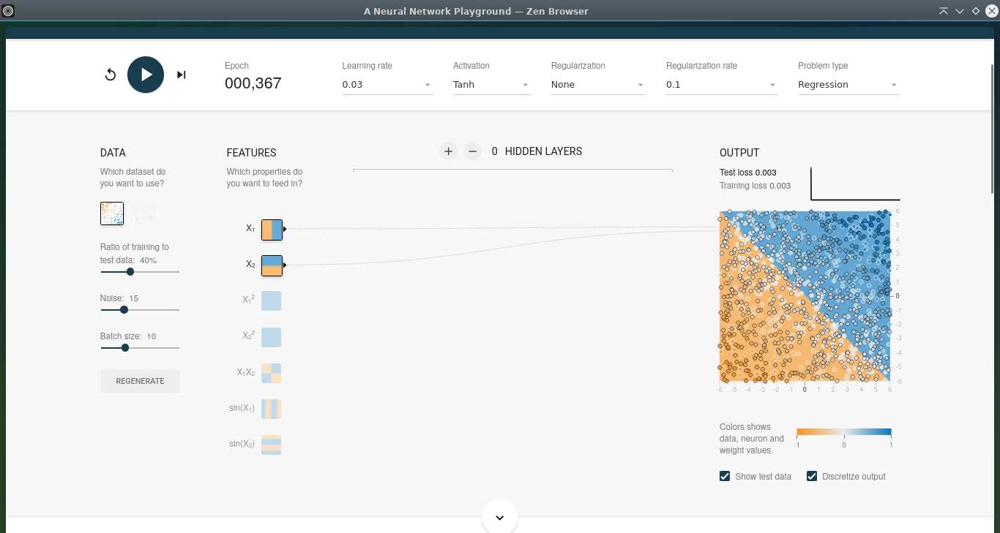 A Neural Network Playground — Zen Browser
Epoch
000,367
Learning rate
0.03
Activation
Tanh
Regularization
None
Regularization rate
0.1
Problem type
Regression
DATA
Which dataset do
you want to use?
Ratio of training to
test data: 40%
Noise: 15
Batch size: 10
REGENERATE
FEATURES
Which properties do
you want to feed in?
X₁
X₂
X₁²
X₂²
X₁X₂
sin(X₁)
sin(X₂)
0 HIDDEN LAYERS
OUTPUT
Test loss 0.003
Training loss 0.003
6
5
4
3
2
1
0
-1
-2
-3
-4
-5
-6
-6 -5 -4 -3 -2 -1 0 1 2 3 4 5 6
Colors shows
data, neuron and
weight values.
-1 0 1
Show test data
Discretize output